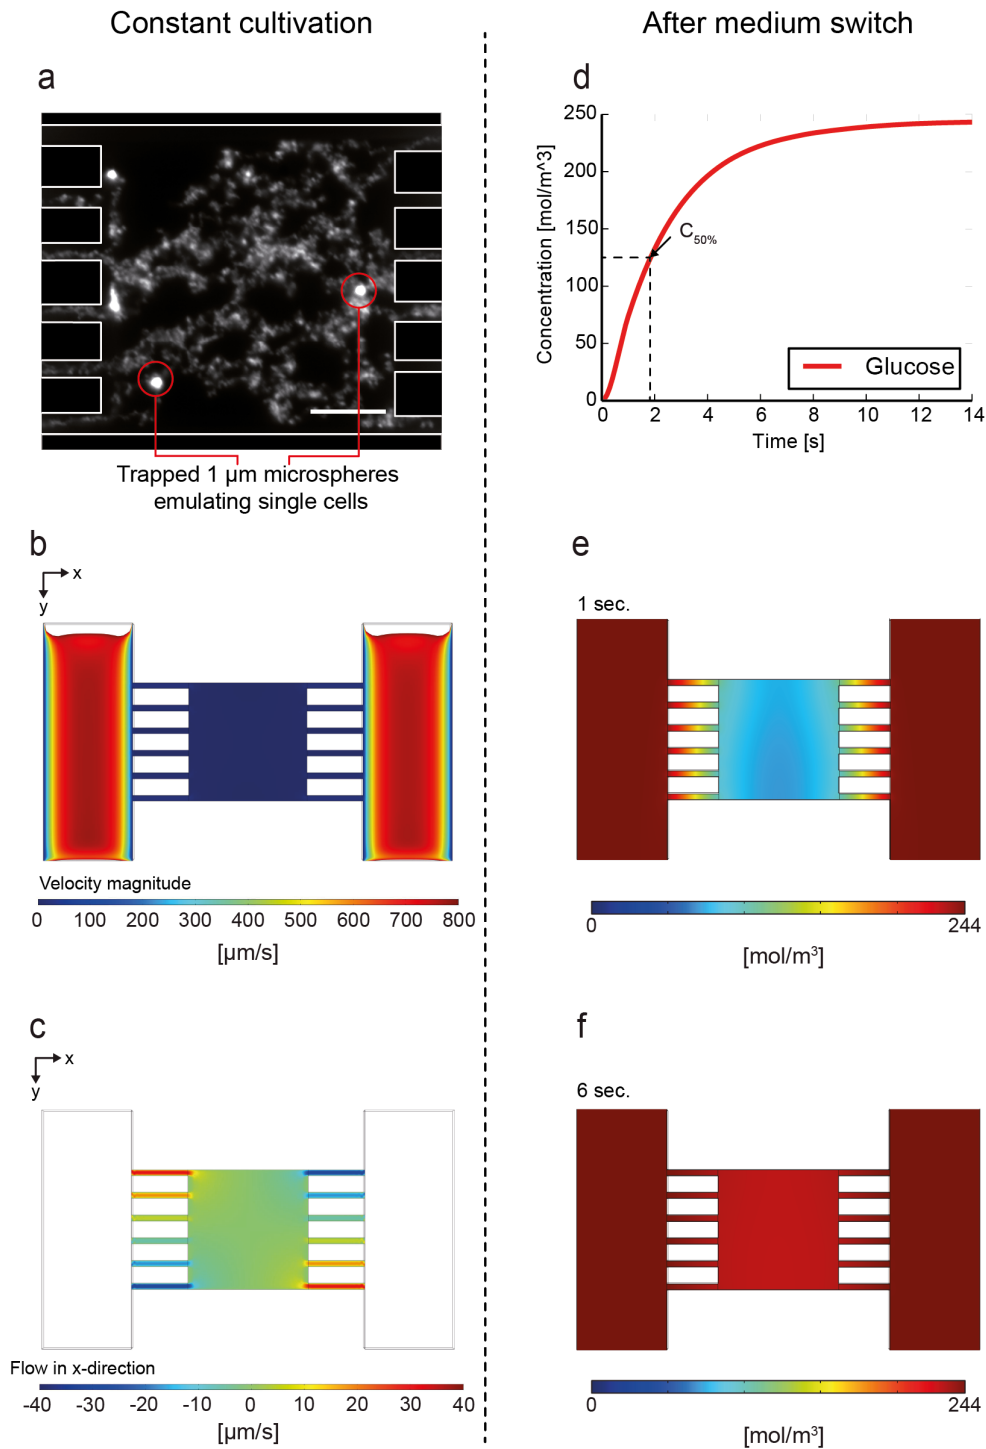 Constant cultivation
After medium switch
a
Trapped 1 µm microspheres
emulating single cells
b
x
y
Velocity magnitude
0 100 200 300 400 500 600 700 800
[µm/s]
c
x
y
Flow in x-direction
-40 -30 -20 -10 0 10 20 30 40
[µm/s]
d
Concentration [mol/m^3]
250
200
150
100
50
0
C50%
Glucose
0 2 4 6 8 10 12 14
Time [s]
e
1 sec.
0 244
[mol/m³]
f
6 sec.
0 244
[mol/m³]